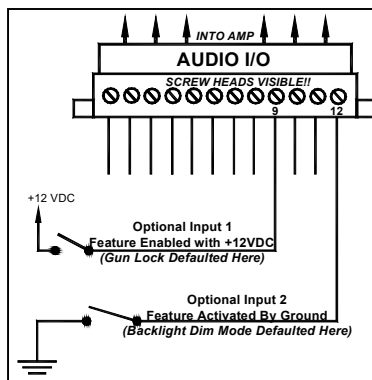 INTO AMP
AUDIO I/O
SCREW HEADS VISIBLE!!
9 12
+12 VDC
Optional Input 1
Feature Enabled with +12VDC
(Gun Lock Defaulted Here)
Optional Input 2
Feature Activated By Ground
(Backlight Dim Mode Defaulted Here)